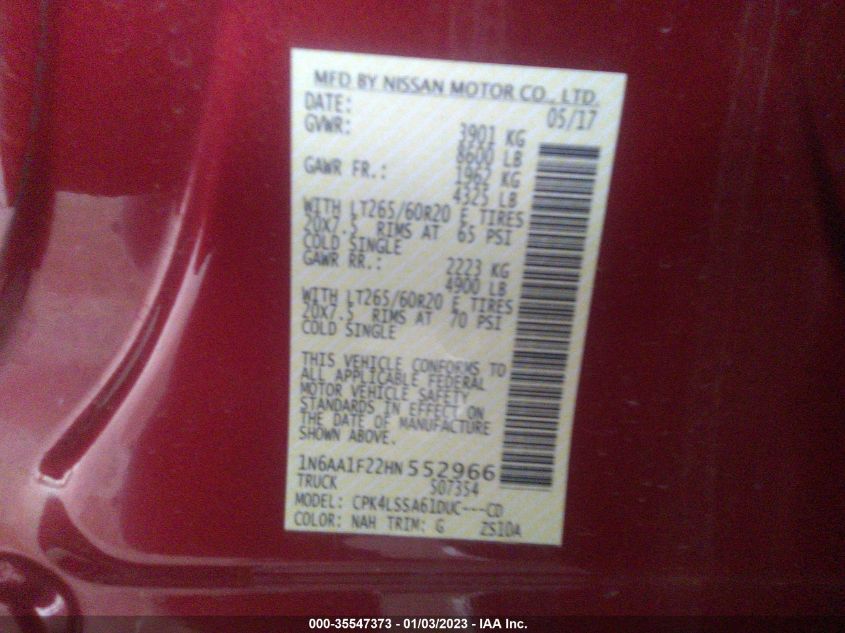 MFD BY NISSAN MOTOR CO., LTD.
DATE: 05/17
GVWR: 3901 KG
8600 LB
GAWR FR.: 1962 KG
4325 LB
WITH LT265/60R20 E TIRES
20X7.5 RIMS AT 65 PSI
COLD SINGLE
GAWR RR.: 2223 KG
4900 LB
WITH LT265/60R20 E TIRES
20X7.5 RIMS AT 70 PSI
COLD SINGLE
THIS VEHICLE CONFORMS TO
ALL APPLICABLE FEDERAL
MOTOR VEHICLE SAFETY
STANDARDS IN EFFECT ON
THE DATE OF MANUFACTURE
SHOWN ABOVE.
1N6AA1F22HN552966
TRUCK S07354
MODEL: CPK4LSSA61DUC---CD
COLOR: NAH TRIM: G ZS1DA
000-35547373 - 01/03/2023 - IAA Inc.